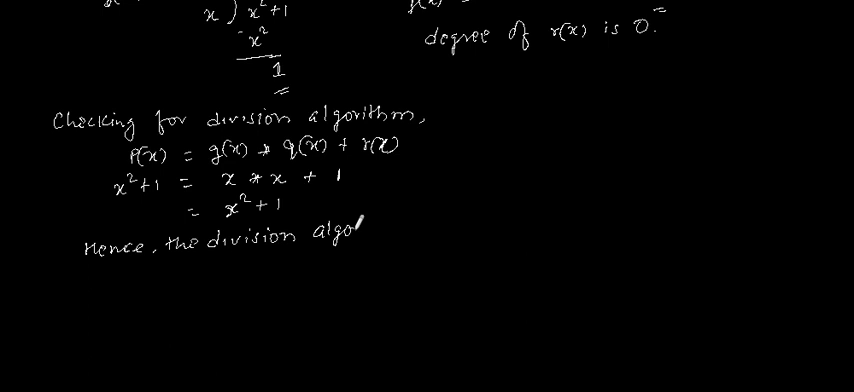 x ) x²+1
- x²
1
degree of r(x) is 0.
Checking for division algorithm,
P(x) = g(x) * q(x) + r(x)
x²+1 = x * x + 1
= x²+1
Hence, the division algo